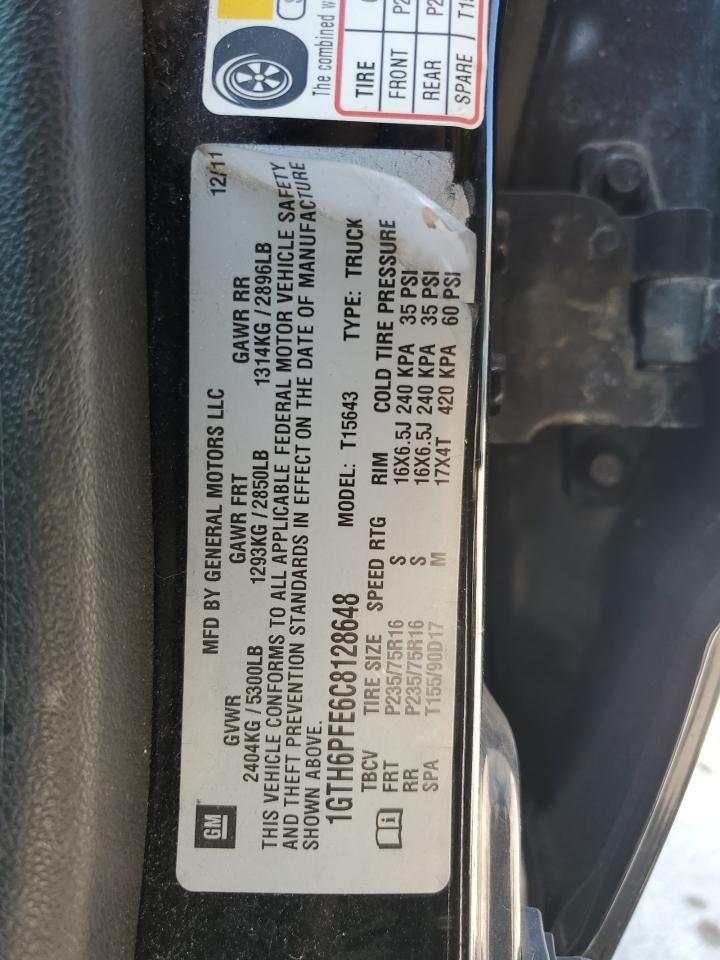 The combined w
TIRE
FRONT P2
REAR P2
SPARE T15
MFD BY GENERAL MOTORS LLC 12/11
GVWR GAWR FRT GAWR RR
2404KG/5300LB 1293KG/2850LB 1314KG/2896LB
THIS VEHICLE CONFORMS TO ALL APPLICABLE FEDERAL MOTOR VEHICLE SAFETY
AND THEFT PREVENTION STANDARDS IN EFFECT ON THE DATE OF MANUFACTURE
SHOWN ABOVE.
GM
1GTH6PFE6C8128648 MODEL: T15643 TYPE: TRUCK
TBCV TIRE SIZE SPEED RTG RIM COLD TIRE PRESSURE
FRT P235/75R16 S 16X6.5J 240 KPA 35 PSI
RR P235/75R16 S 16X6.5J 240 KPA 35 PSI
SPA T155/90D17 M 17X4T 420 KPA 60 PSI